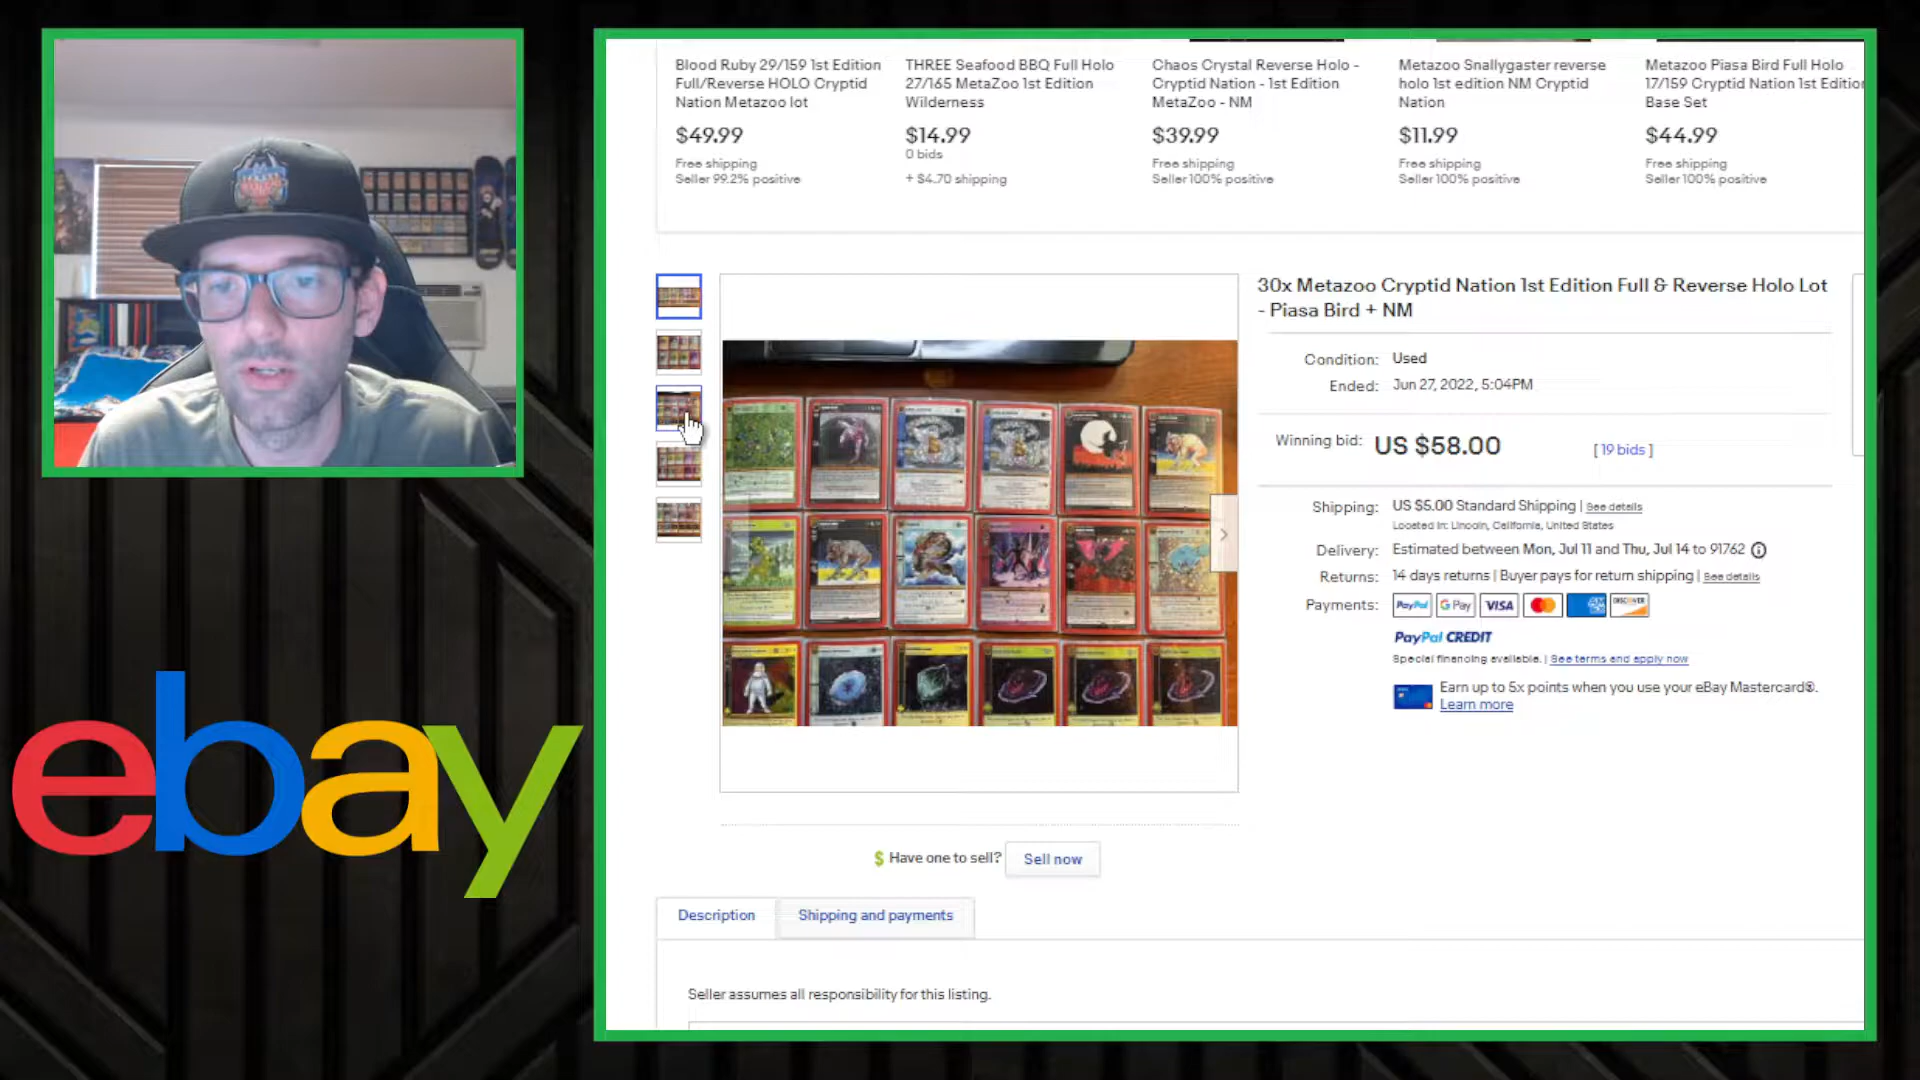 Blood Ruby 29/159 1st Edition
Full/Reverse HOLO Cryptid
Nation Metazoo lot
$49.99
Free shipping
Seller 99.2% positive
THREE Seafood BBQ Full Holo
27/165 MetaZoo 1st Edition
Wilderness
$14.99
0 bids
+ $4.70 shipping
Chaos Crystal Reverse Holo -
Cryptid Nation - 1st Edition
MetaZoo - NM
$39.99
Free shipping
Seller 100% positive
Metazoo Snallygaster reverse
holo 1st edition NM Cryptid
Nation
$11.99
Free shipping
Seller 100% positive
Metazoo Piasa Bird Full Holo
17/159 Cryptid Nation 1st Editio
Base Set
$44.99
Free shipping
Seller 100% positive
30x Metazoo Cryptid Nation 1st Edition Full & Reverse Holo Lot
- Piasa Bird + NM
Condition: Used
Ended: Jun 27, 2022, 5:04PM
Winning bid: US $58.00 [ 19 bids ]
Shipping: US $5.00 Standard Shipping | See details
Located in: Lincoln, California, United States
Delivery: Estimated between Mon, Jul 11 and Thu, Jul 14 to 91762
Returns: 14 days returns | Buyer pays for return shipping | See details
Payments: PayPal G Pay VISA DISCOVER
PayPal CREDIT
Special financing available. | See terms and apply now
Earn up to 5x points when you use your eBay Mastercard®.
Learn more
$ Have one to sell? Sell now
Description
Shipping and payments
Seller assumes all responsibility for this listing.
ebay